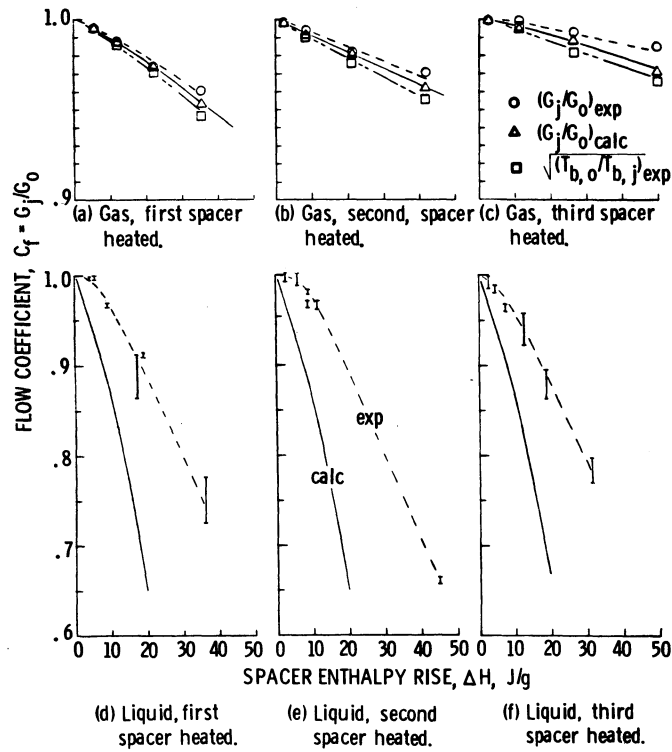 1.0
.9
(a) Gas, first spacer
heated.
(b) Gas, second, spacer
heated.
(c) Gas, third spacer
heated.
(Gj/Go)exp
(Gj/Go)calc
√(Tb, o/Tb, j)exp
FLOW COEFFICIENT, Cf = Gj/Go
1.0
.9
.8
.7
.6
exp
calc
0 10 20 30 40 50
0 10 20 30 40 50
0 10 20 30 40 50
SPACER ENTHALPY RISE, ΔH, J/g
(d) Liquid, first
spacer heated.
(e) Liquid, second
spacer heated.
(f) Liquid, third
spacer heated.